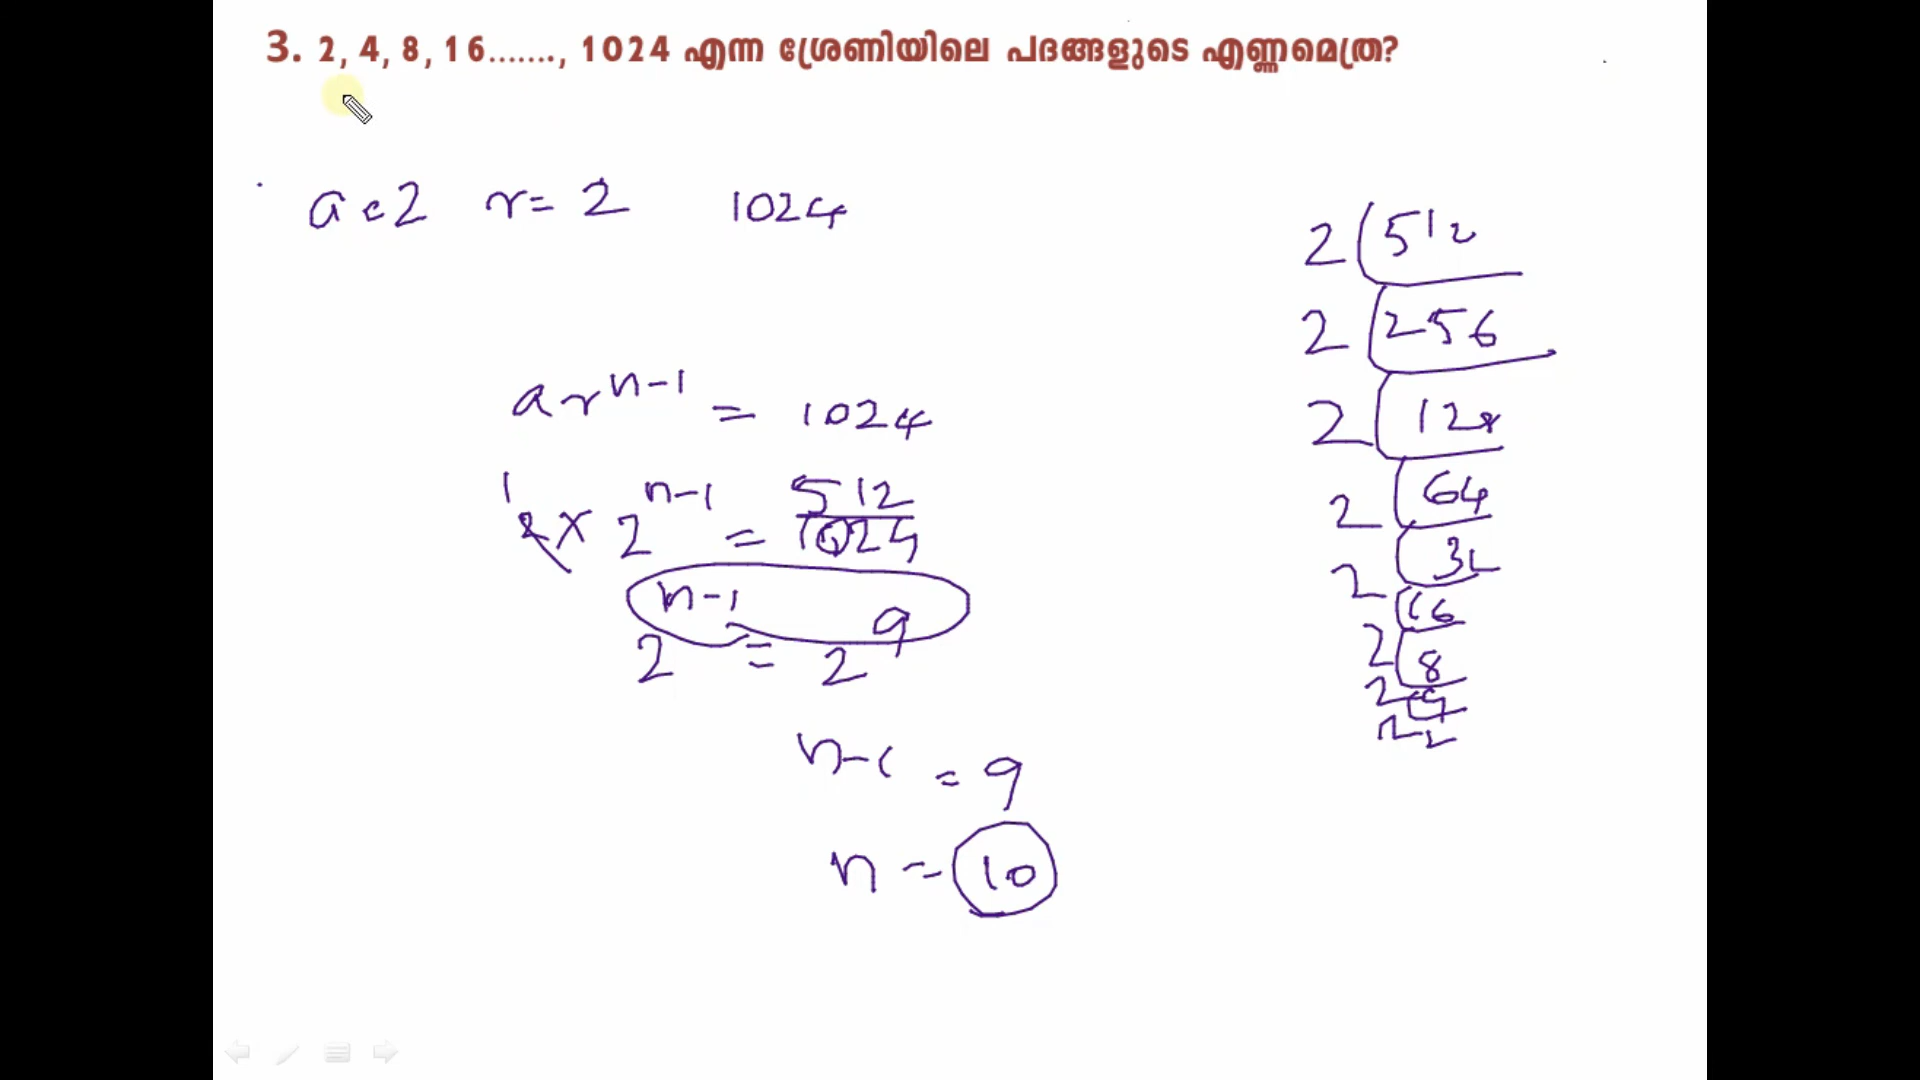 3. 2, 4, 8, 16......., 1024 എന്ന ശ്രേണിയിലെ പദങ്ങളുടെ എണ്ണമെത്ര?
a = 2 r = 2 1024
ar^n-1 = 1024
1
2 x 2^n-1 = 512
1024
2^n-1 = 2^9
n-1 = 9
n = 10
2 512
2 256
2 128
2 64
2 32
2 16
2 8
2 4
2